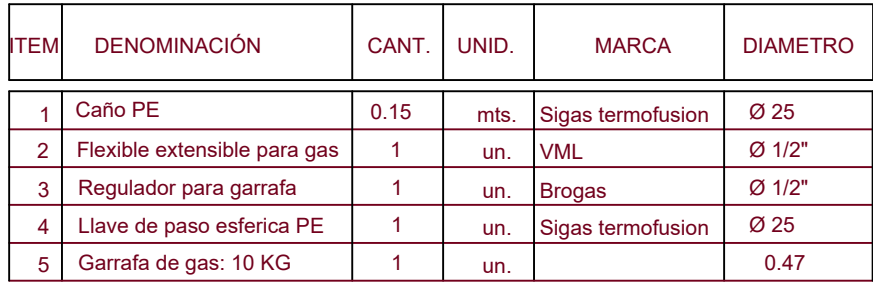 ITEM DENOMINACIÓN CANT. UNID. MARCA DIAMETRO
1 Caño PE 0.15 mts. Sigas termofusion Ø 25
2 Flexible extensible para gas 1 un. VML Ø 1/2"
3 Regulador para garrafa 1 un. Brogas Ø 1/2"
4 Llave de paso esferica PE 1 un. Sigas termofusion Ø 25
5 Garrafa de gas: 10 KG 1 un. 0.47